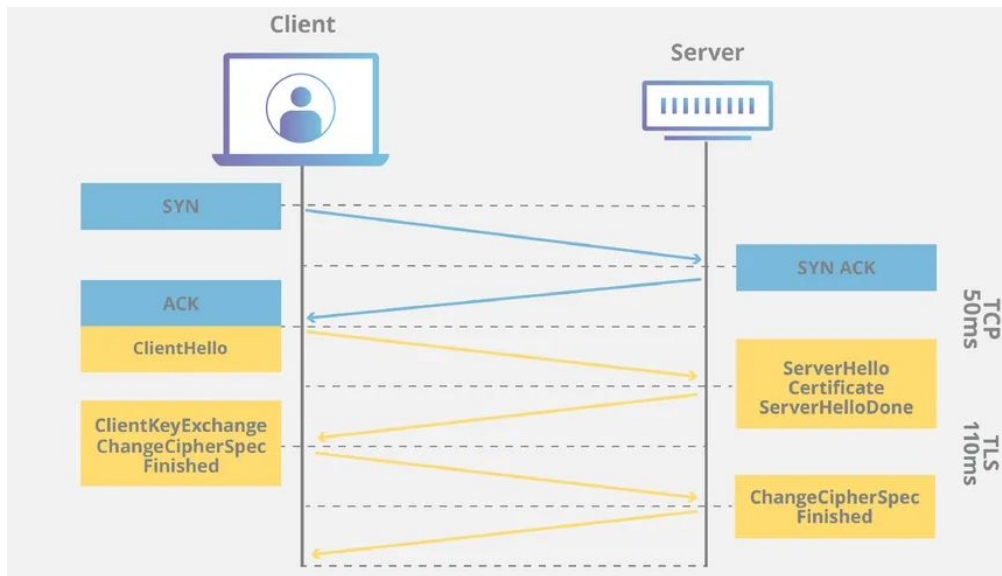 Client
Server
SYN
SYN ACK
ACK
ClientHello
TCP
50ms
ServerHello
Certificate
ServerHelloDone
ClientKeyExchange
ChangeCipherSpec
Finished
TLS
110ms
ChangeCipherSpec
Finished